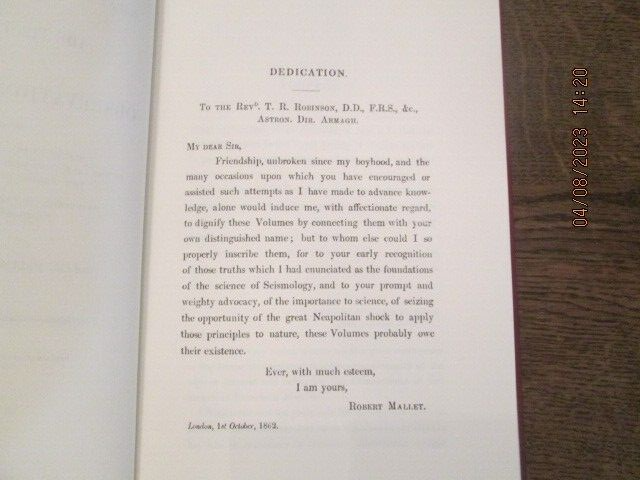 DEDICATION.
To the Revd. T. R. Robinson, D.D., F.R.S., &c.,
Astron. Dir. Armagh.
My dear Sir,
Friendship, unbroken since my boyhood, and the
many occasions upon which you have encouraged or
assisted such attempts as I have made to advance know-
ledge, alone would induce me, with affectionate regard,
to dignify these Volumes by connecting them with your
own distinguished name; but to whom else could I so
properly inscribe them, for to your early recognition
of those truths which I had enunciated as the foundations
of the science of Seismology, and to your prompt and
weighty advocacy, of the importance to science, of seizing
the opportunity of the great Neapolitan shock to apply
those principles to nature, these Volumes probably owe
their existence.
Ever, with much esteem,
I am yours,
Robert Mallet.
London, 1st October, 1862.
04/08/2023 14:20